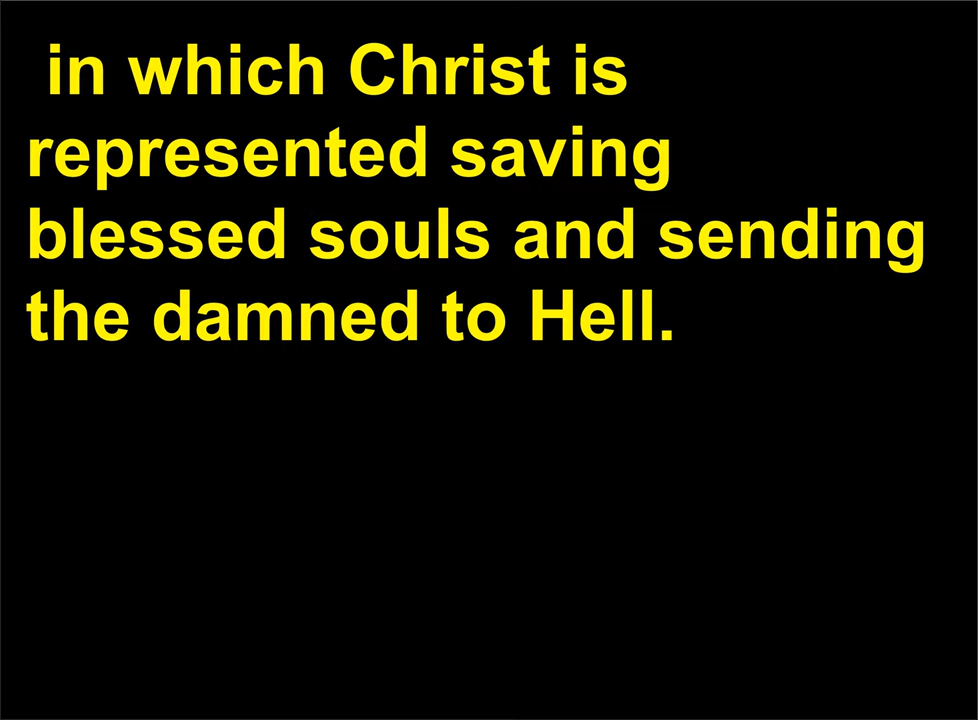 in which Christ is
represented saving
blessed souls and sending
the damned to Hell.